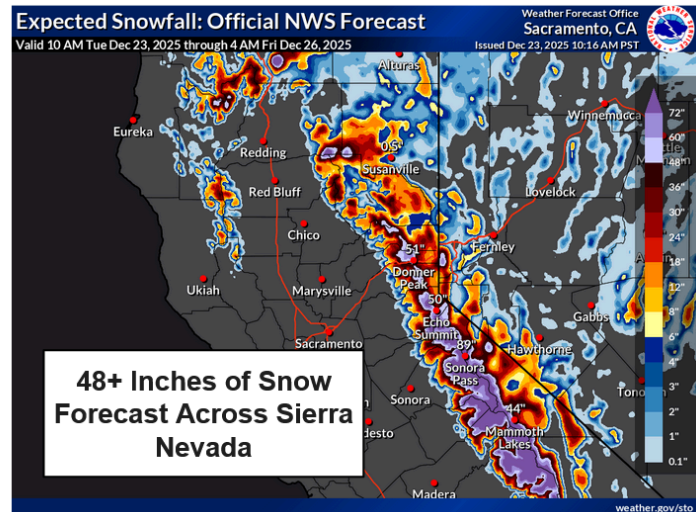 Expected Snowfall: Official NWS Forecast
Valid 10 AM Tue Dec 23, 2025 through 4 AM Fri Dec 26, 2025
Weather Forecast Office
Sacramento, CA
Issued Dec 23, 2025 10:16 AM PST
Alturas
Eureka
Winnemucca
Redding
0.5"
Susanville
Red Bluff
Lovelock
Chico
Fernley
51"
Donner
Peak
Ukiah
Marysville
50"
Echo
Summit
Gabbs
Sacramento
89"
Hawthorne
Sonora
Pass
Sonora
44"
Mammoth
Lakes
Madera
72"
60"
48"
36"
30"
24"
18"
12"
8"
6"
4"
3"
2"
1"
0.1"
48+ Inches of Snow
Forecast Across Sierra
Nevada
weather.gov/sto